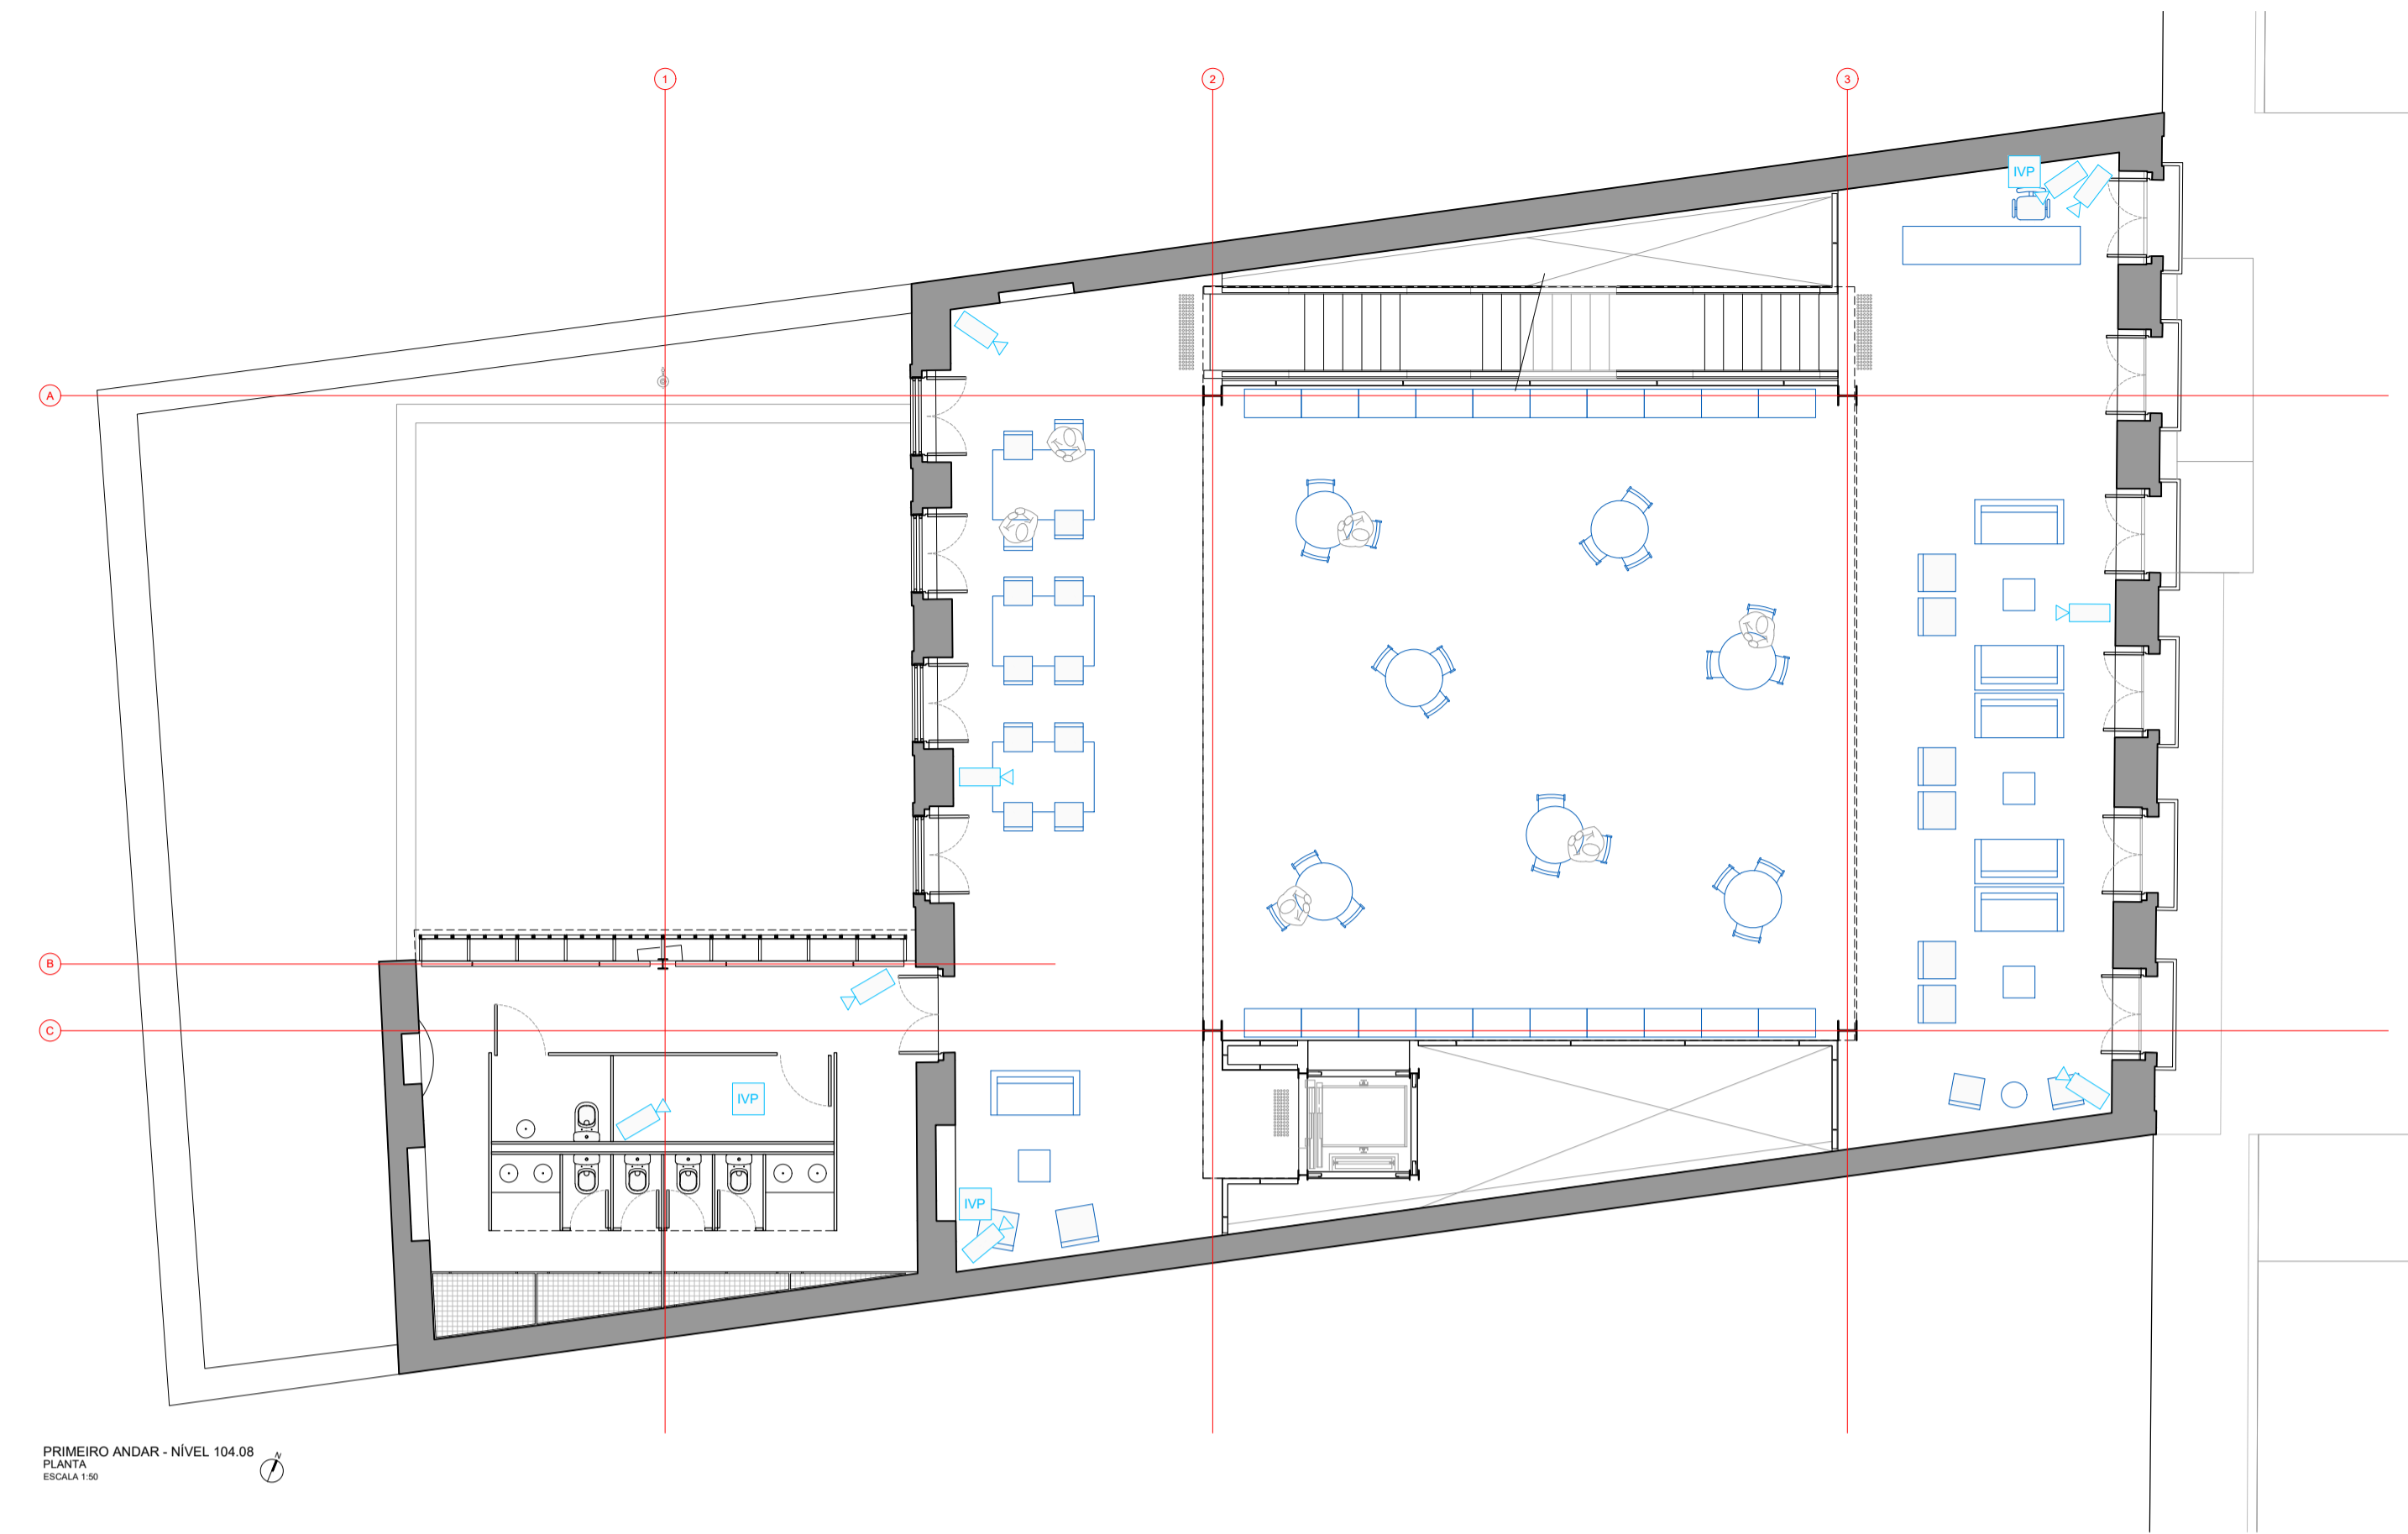 1
2
3
IVP
A
B
C
IVP
IVP
PRIMEIRO ANDAR - NÍVEL 104.08
PLANTA
ESCALA 1:50
N